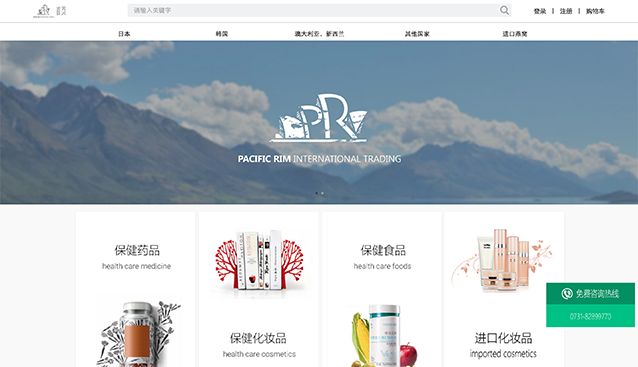 请输入关键字
登录 | 注册 | 购物车
日本 韩国 澳大利亚、新西兰 其他国家 进口燕窝
PR
PACIFIC RIM INTERNATIONAL TRADING
保健药品
health care medicine
保健食品
health care foods
免费咨询热线
0731-82899770
保健化妆品
health care cosmetics
进口化妆品
imported cosmetics